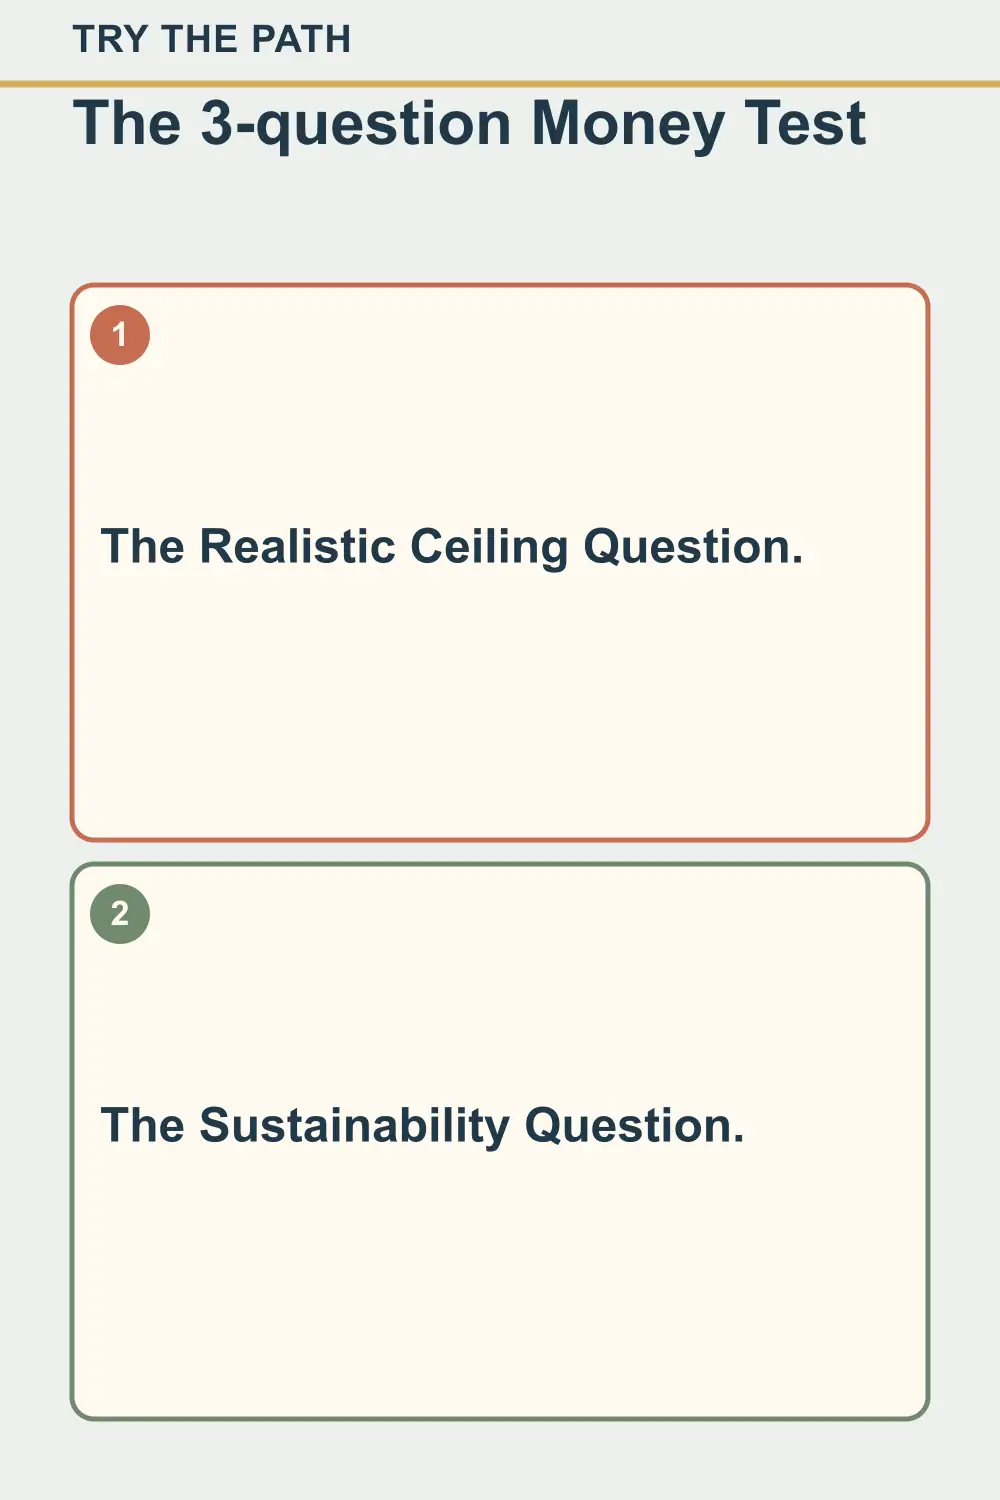 TRY THE PATH
The 3-question Money Test
1
The Realistic Ceiling Question.
2
The Sustainability Question.